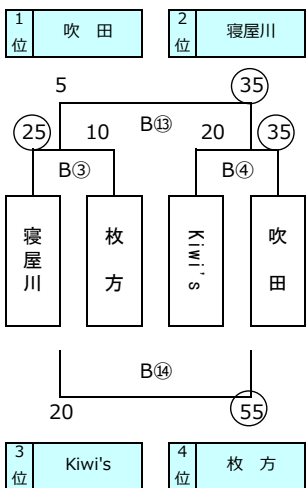 1位 吹 田 2位 寝屋川
5 35
B⑬
25 10 20 35
B③ B④
寝屋川 枚方 Kiwi's 吹田
B⑭
20 55
3位 Kiwi's 4位 枚 方